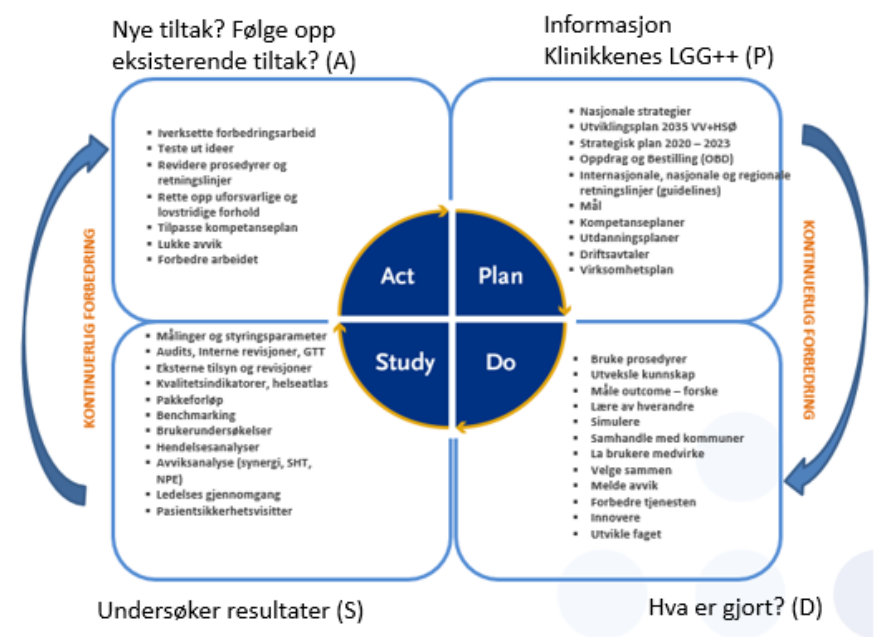 Nye tiltak? Følge opp
eksisterende tiltak? (A)
Informasjon
Klinikkenes LGG++ (P)
▪ Iverksette forbedringsarbeid
▪ Teste ut ideer
▪ Revidere prosedyrer og
retningslinjer
▪ Rette opp uforsvarlige og
lovstridige forhold
▪ Tilpasse kompetanseplan
▪ Lukke avvik
▪ Forbedre arbeidet
▪ Nasjonale strategier
▪ Utviklingsplan 2035 VV+HSØ
▪ Strategisk plan 2020 – 2023
▪ Oppdrag og Bestilling (OBD)
▪ Internasjonale, nasjonale og regionale
retningslinjer (guidelines)
▪ Mål
▪ Kompetanseplaner
▪ Utdanningsplaner
▪ Driftsavtaler
▪ Virksomhetsplan
KONTINUERLIG FORBEDRING
KONTINUERLIG FORBEDRING
Act
Plan
Study
Do
▪ Målinger og styringsparameter
▪ Audits, Interne revisjoner, GTT
▪ Eksterne tilsyn og revisjoner
▪ Kvalitetsindikatorer, helseatlas
▪ Pakkeforløp
▪ Benchmarking
▪ Brukerundersøkelser
▪ Hendelsesanalyser
▪ Avviksanalyse (synergi, SHT,
NPE)
▪ Ledelses gjennomgang
▪ Pasientsikkerhetsvisitter
▪ Bruke prosedyrer
▪ Utveksle kunnskap
▪ Måle outcome – forske
▪ Lære av hverandre
▪ Simulere
▪ Samhandle med kommuner
▪ La brukere medvirke
▪ Velge sammen
▪ Melde avvik
▪ Forbedre tjenesten
▪ Innovere
▪ Utvikle faget
Undersøker resultater (S)
Hva er gjort? (D)